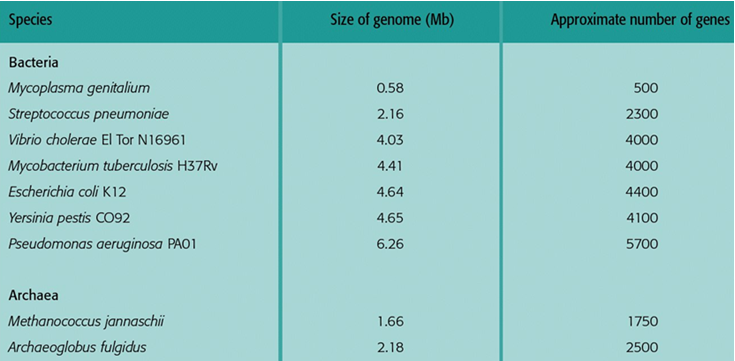 Species Size of genome (Mb) Approximate number of genes
Bacteria
Mycoplasma genitalium 0.58 500
Streptococcus pneumoniae 2.16 2300
Vibrio cholerae El Tor N16961 4.03 4000
Mycobacterium tuberculosis H37Rv 4.41 4000
Escherichia coli K12 4.64 4400
Yersinia pestis CO92 4.65 4100
Pseudomonas aeruginosa PA01 6.26 5700
Archaea
Methanococcus jannaschii 1.66 1750
Archaeoglobus fulgidus 2.18 2500